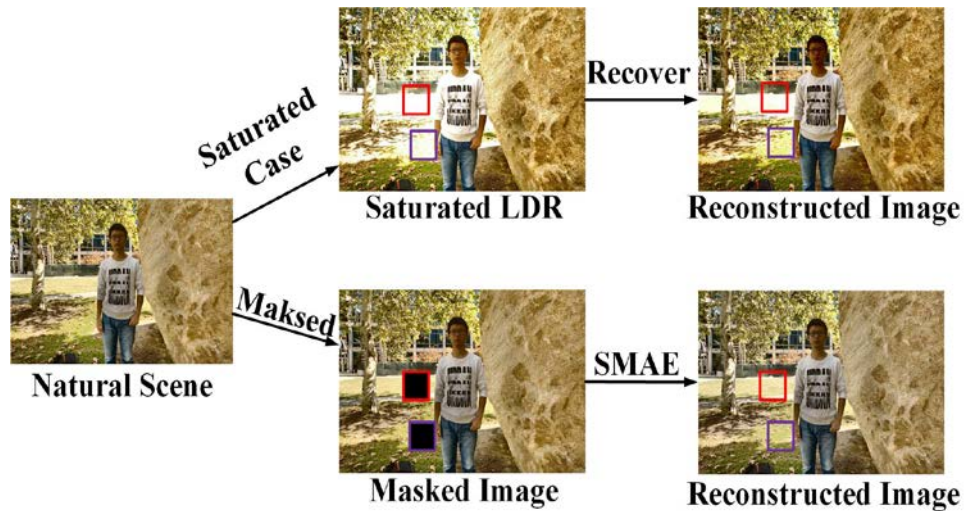 Saturated
Case
Recover
Saturated LDR
Reconstructed Image
Natural Scene
Maksed
SMAE
Masked Image
Reconstructed Image